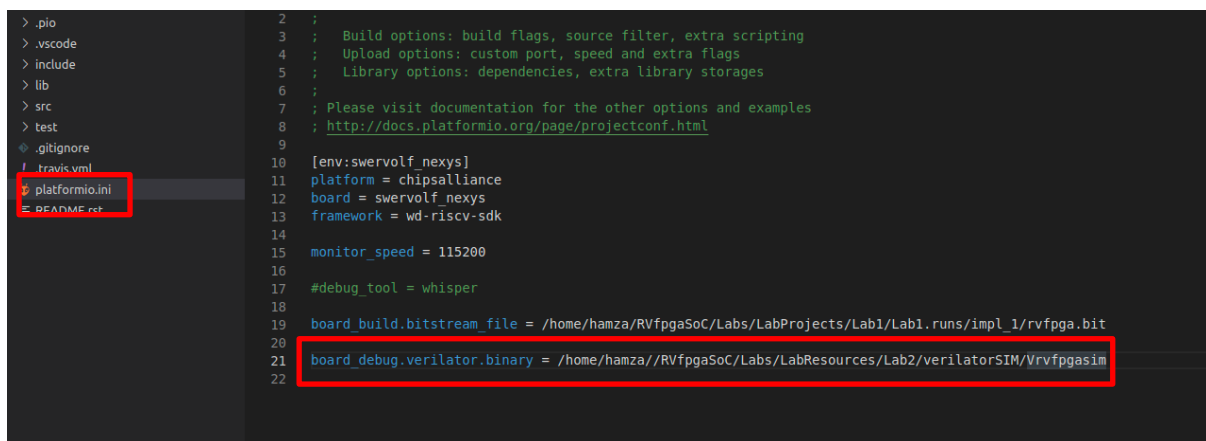 > .pio
> .vscode
> include
> lib
> src
> test
.gitignore
! .travis.yml
platformio.ini
README.rst
2 ;
3 ;   Build options: build flags, source filter, extra scripting
4 ;   Upload options: custom port, speed and extra flags
5 ;   Library options: dependencies, extra library storages
6 ;
7 ; Please visit documentation for the other options and examples
8 ; http://docs.platformio.org/page/projectconf.html
9
10 [env:swervolf_nexys]
11 platform = chipsalliance
12 board = swervolf_nexys
13 framework = wd-riscv-sdk
14
15 monitor_speed = 115200
16
17 #debug_tool = whisper
18
19 board_build.bitstream_file = /home/hamza/RVfpgaSoC/Labs/LabProjects/Lab1/Lab1.runs/impl_1/rvfpga.bit
20
21 board_debug.verilator.binary = /home/hamza//RVfpgaSoC/Labs/LabResources/Lab2/verilatorSIM/Vrvfpgasim
22